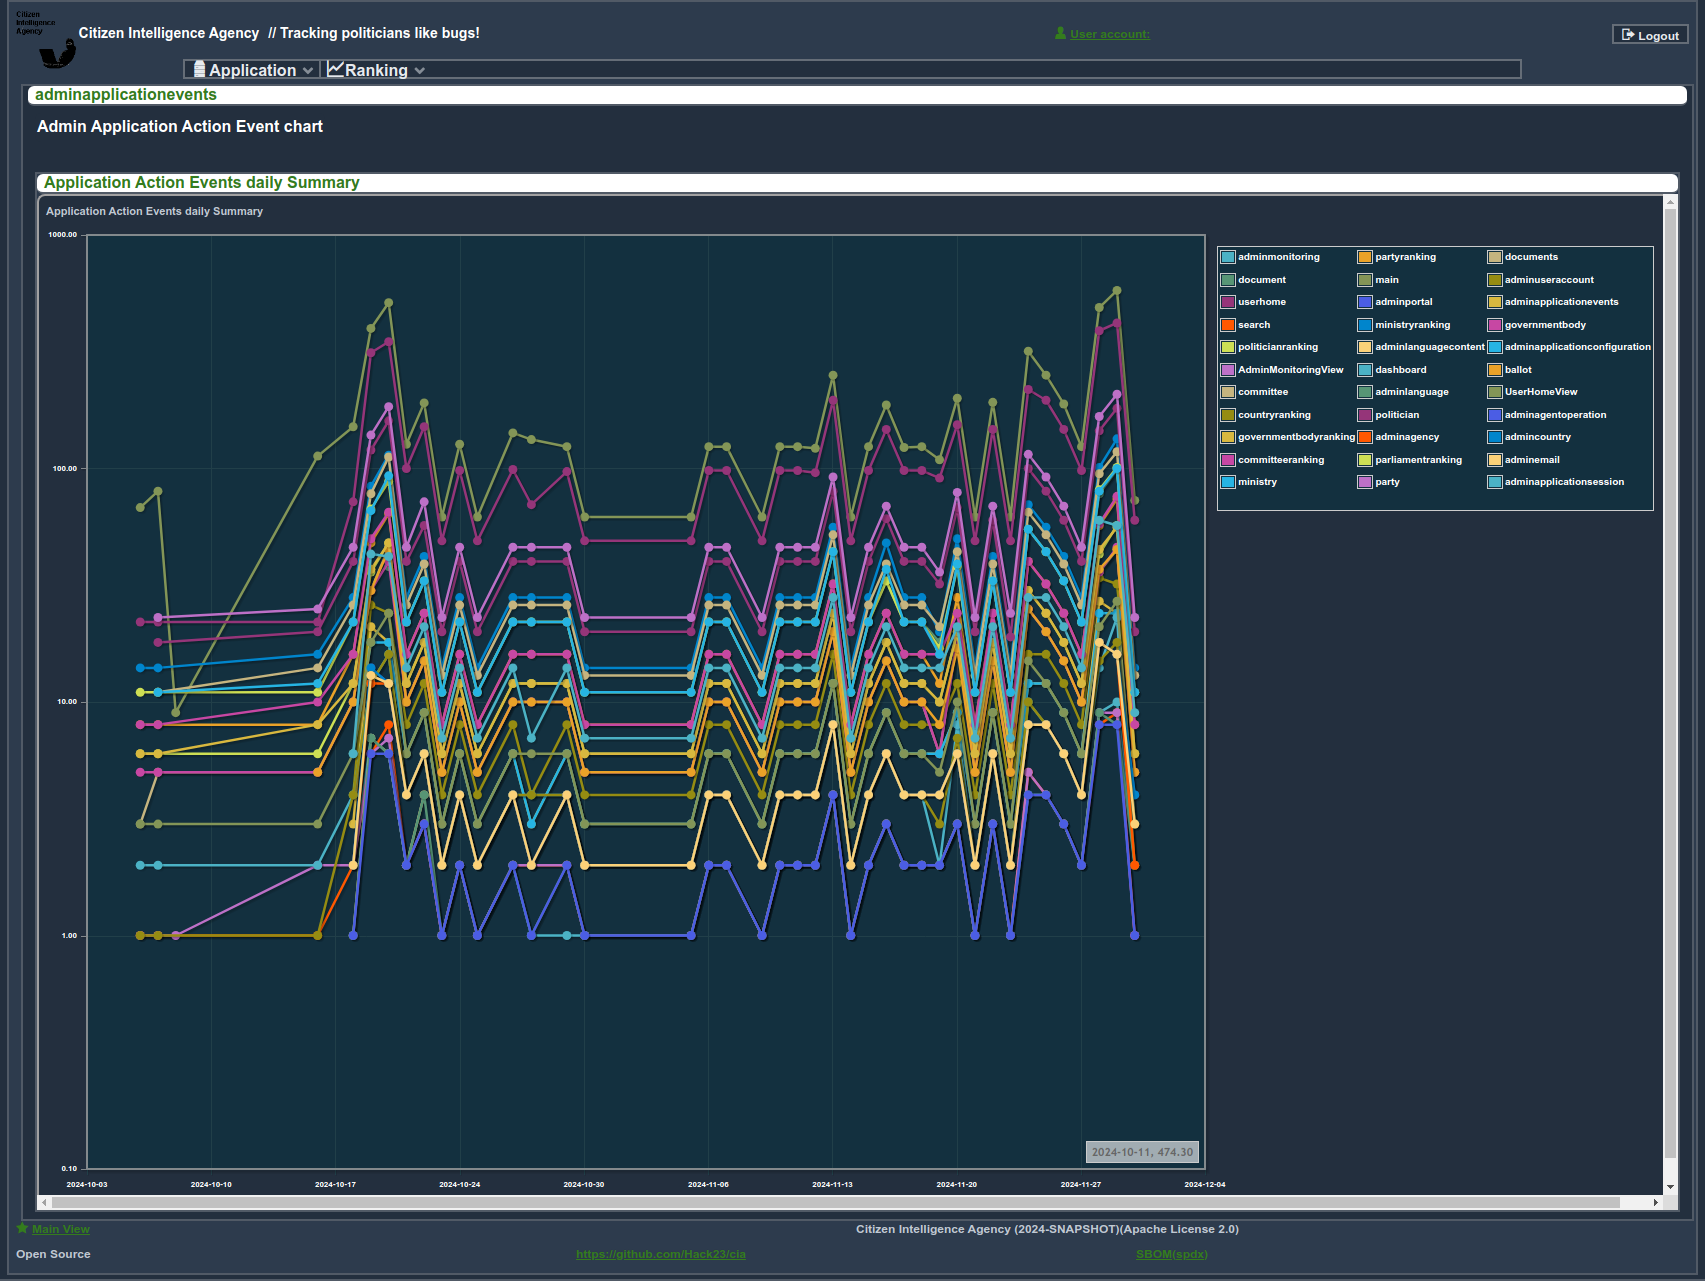 Citizen
Intelligence
Agency
Citizen Intelligence Agency // Tracking politicians like bugs!
User account:
Logout
Application
Ranking
adminapplicationevents
Admin Application Action Event chart
Application Action Events daily Summary
Application Action Events daily Summary
1000.00
100.00
10.00
1.00
0.10
2024-10-03 2024-10-10 2024-10-17 2024-10-24 2024-10-30 2024-11-06 2024-11-13 2024-11-20 2024-11-27 2024-12-04
2024-10-11, 474.30
adminmonitoring partyranking documents
document main adminuseraccount
userhome adminportal adminapplicationevents
search ministryranking governmentbody
politicianranking adminlanguagecontent adminapplicationconfiguration
AdminMonitoringView dashboard ballot
committee adminlanguage UserHomeView
countryranking politician adminagentoperation
governmentbodyranking adminagency admincountry
committeeranking parliamentranking adminemail
ministry party adminapplicationsession
Main View
Citizen Intelligence Agency (2024-SNAPSHOT)(Apache License 2.0)
Open Source
https://github.com/Hack23/cia
SBOM(spdx)